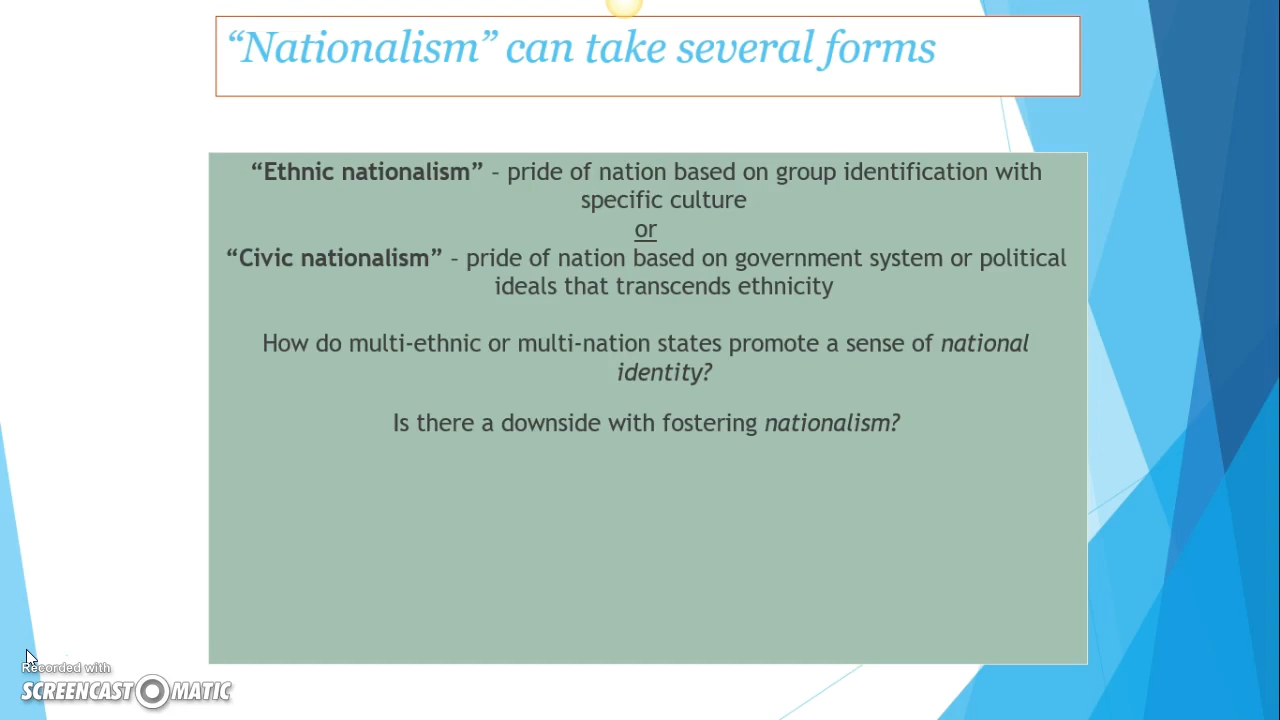 “Nationalism” can take several forms
“Ethnic nationalism” – pride of nation based on group identification with
specific culture
or
“Civic nationalism” – pride of nation based on government system or political
ideals that transcends ethnicity
How do multi-ethnic or multi-nation states promote a sense of national
identity?
Is there a downside with fostering nationalism?
Recorded with
SCREENCAST MATIC